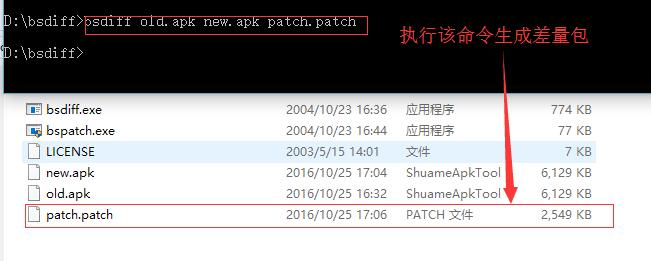 D:\bsdiff>bsdiff old.apk new.apk patch.patch
执行该命令生成差量包
D:\bsdiff>
bsdiff.exe 2004/10/23 16:36 应用程序 774 KB
bspatch.exe 2004/10/23 16:44 应用程序 77 KB
LICENSE 2003/5/15 14:01 文件 7 KB
new.apk 2016/10/25 17:04 ShuameApkTool 6,129 KB
old.apk 2016/10/25 16:32 ShuameApkTool 6,129 KB
patch.patch 2016/10/25 17:06 PATCH 文件 2,549 KB